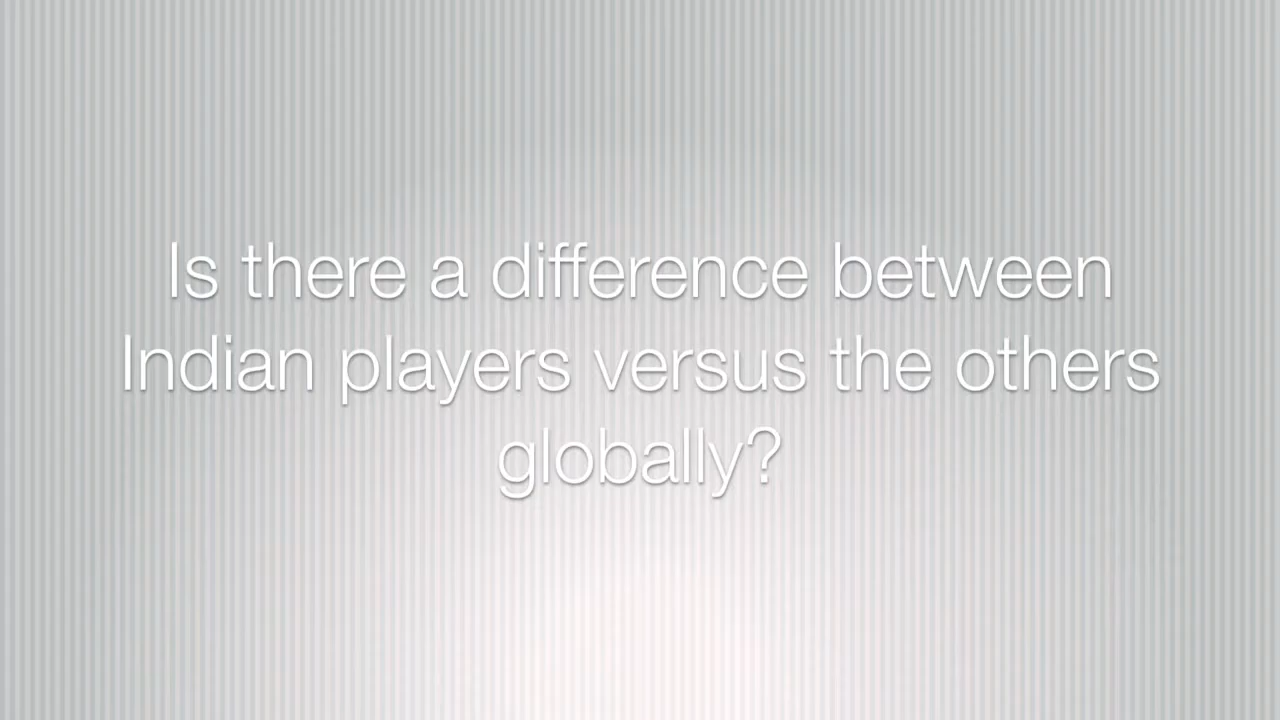 Is there a difference between
Indian players versus the others
globally?